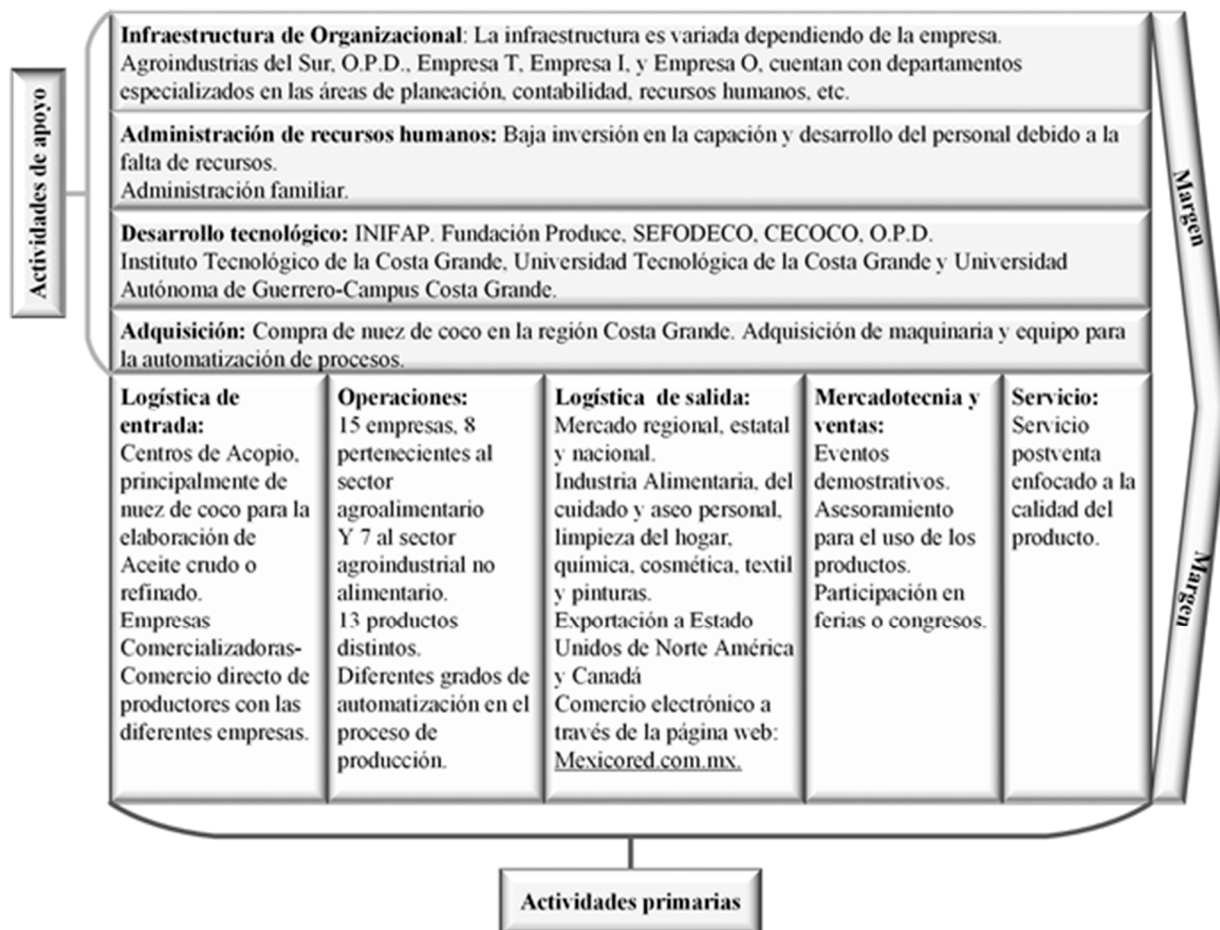 Actividades de apoyo
Infraestructura de Organizacional: La infraestructura es variada dependiendo de la empresa.
Agroindustrias del Sur, O.P.D., Empresa T, Empresa I, y Empresa O, cuentan con departamentos
especializados en las áreas de planeación, contabilidad, recursos humanos, etc.
Administración de recursos humanos: Baja inversión en la capación y desarrollo del personal debido a la
falta de recursos.
Administración familiar.
Desarrollo tecnológico: INIFAP. Fundación Produce, SEFODECO, CECOCO, O.P.D.
Instituto Tecnológico de la Costa Grande, Universidad Tecnológica de la Costa Grande y Universidad
Autónoma de Guerrero-Campus Costa Grande.
Adquisición: Compra de nuez de coco en la región Costa Grande. Adquisición de maquinaria y equipo para
la automatización de procesos.
Logística de
entrada:
Centros de Acopio,
principalmente de
nuez de coco para la
elaboración de
Aceite crudo o
refinado.
Empresas
Comercializadoras-
Comercio directo de
productores con las
diferentes empresas.
Operaciones:
15 empresas, 8
pertenecientes al
sector
agroalimentario
Y 7 al sector
agroindustrial no
alimentario.
13 productos
distintos.
Diferentes grados de
automatización en el
proceso de
producción.
Logística de salida:
Mercado regional, estatal
y nacional.
Industria Alimentaria, del
cuidado y aseo personal,
limpieza del hogar,
química, cosmética, textil
y pinturas.
Exportación a Estado
Unidos de Norte América
y Canadá
Comercio electrónico a
través de la página web:
Mexicored.com.mx.
Mercadotecnia y
ventas:
Eventos
demostrativos.
Asesoramiento
para el uso de los
productos.
Participación en
ferias o congresos.
Servicio:
Servicio
postventa
enfocado a la
calidad del
producto.
Margen
Margen
Actividades primarias